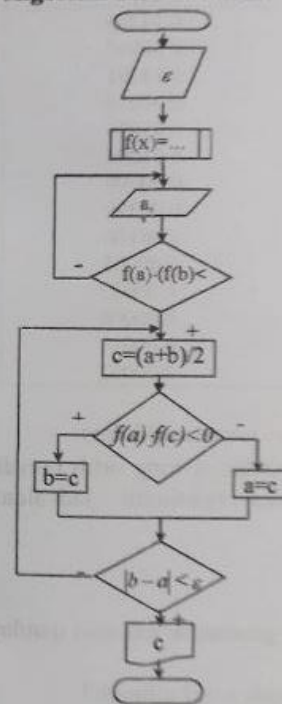 ε
f(x)=...
a,
f(a)·(f(b)<
-
+
c=(a+b)/2
f(a)·f(c)<0
+
-
b=c
a=c
|b-a|<ε
-
+
c